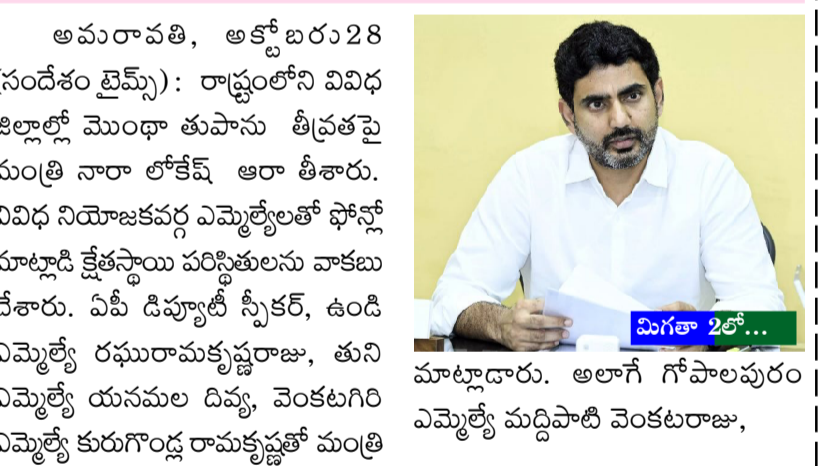 అమరావతి, అక్టోబరు28
(సందేశం టైమ్స్): రాష్ట్రంలోని వివిధ
జిల్లాల్లో మొంథా తుపాను తీవ్రతపై
మంత్రి నారా లోకేష్ ఆరా తీశారు.
వివిధ నియోజకవర్గ ఎమ్మెల్యేలతో ఫోన్లో
మాట్లాడి క్షేతస్థాయి పరిస్థితులను వాకబు
చేశారు. ఏపీ డిప్యూటీ స్పీకర్, ఉండి
ఎమ్మెల్యే రఘురామకృష్ణరాజు, తుని
ఎమ్మెల్యే యనమల దివ్య, వెంకటగిరి
ఎమ్మెల్యే కురుగొండ్ల రామకృష్ణతో మంత్రి
మిగతా 2లో...
మాట్లాడారు. అలాగే గోపాలపురం
ఎమ్మెల్యే మద్దిపాటి వెంకటరాజు,